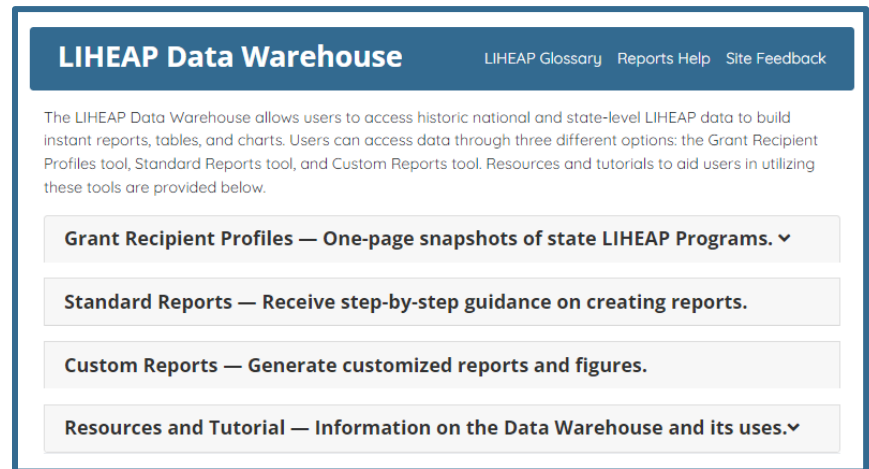 LIHEAP Data Warehouse
LIHEAP Glossary Reports Help Site Feedback
The LIHEAP Data Warehouse allows users to access historic national and state-level LIHEAP data to build
instant reports, tables, and charts. Users can access data through three different options: the Grant Recipient
Profiles tool, Standard Reports tool, and Custom Reports tool. Resources and tutorials to aid users in utilizing
these tools are provided below.
Grant Recipient Profiles — One-page snapshots of state LIHEAP Programs.
Standard Reports — Receive step-by-step guidance on creating reports.
Custom Reports — Generate customized reports and figures.
Resources and Tutorial — Information on the Data Warehouse and its uses.